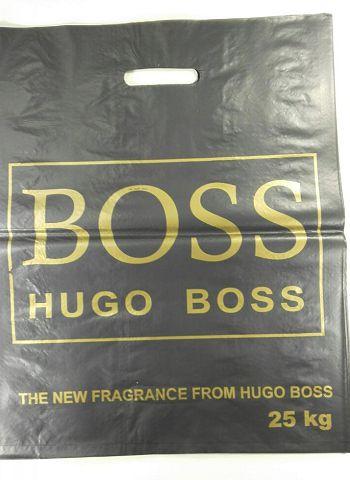 BOSS
HUGO BOSS
THE NEW FRAGRANCE FROM HUGO BOSS
25 kg